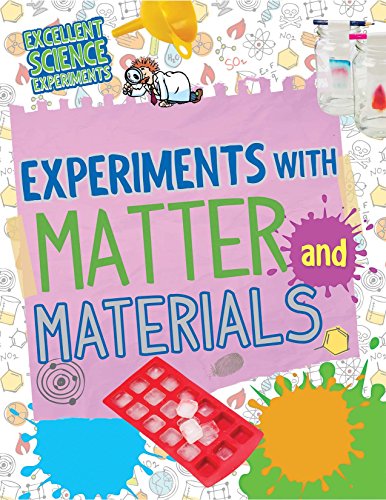 EXCELLENT
SCIENCE
EXPERIMENTS
EXPERIMENTS WITH
MATTER and
MATERIALS